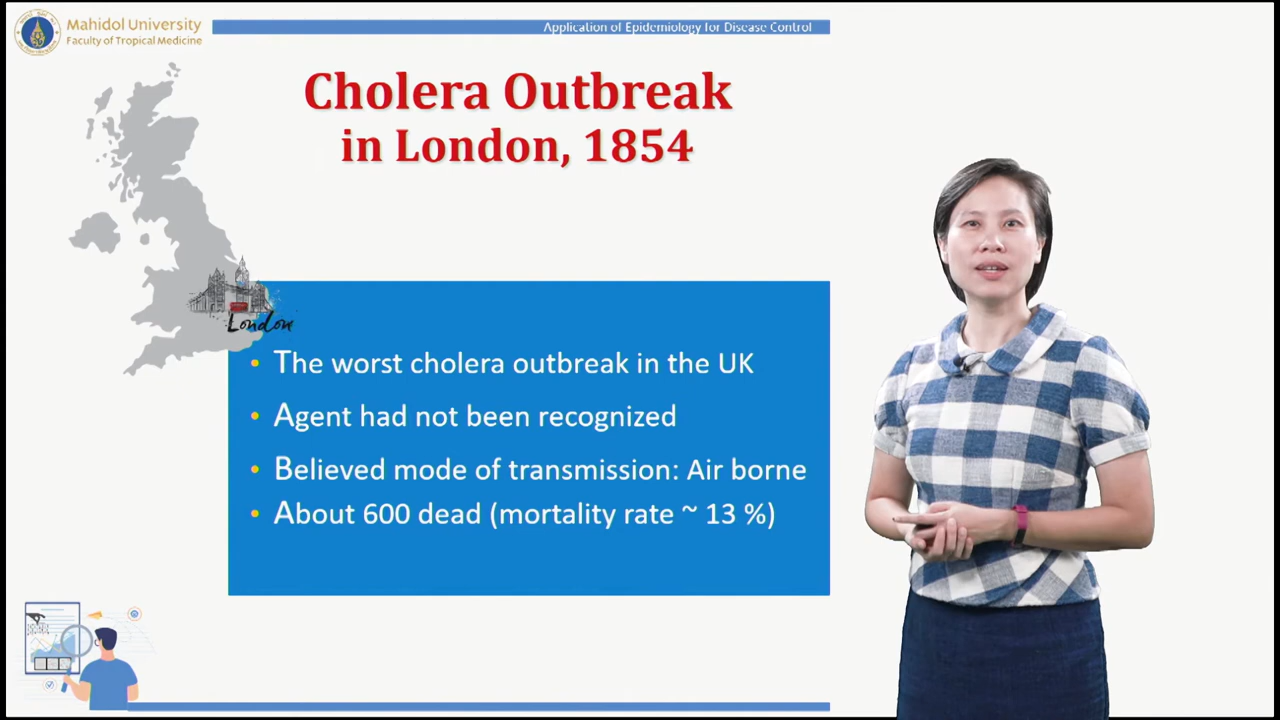 Mahidol University
Faculty of Tropical Medicine
Application of Epidemiology for Disease Control
Cholera Outbreak
in London, 1854
London
• The worst cholera outbreak in the UK
• Agent had not been recognized
• Believed mode of transmission: Air borne
• About 600 dead (mortality rate ~ 13 %)